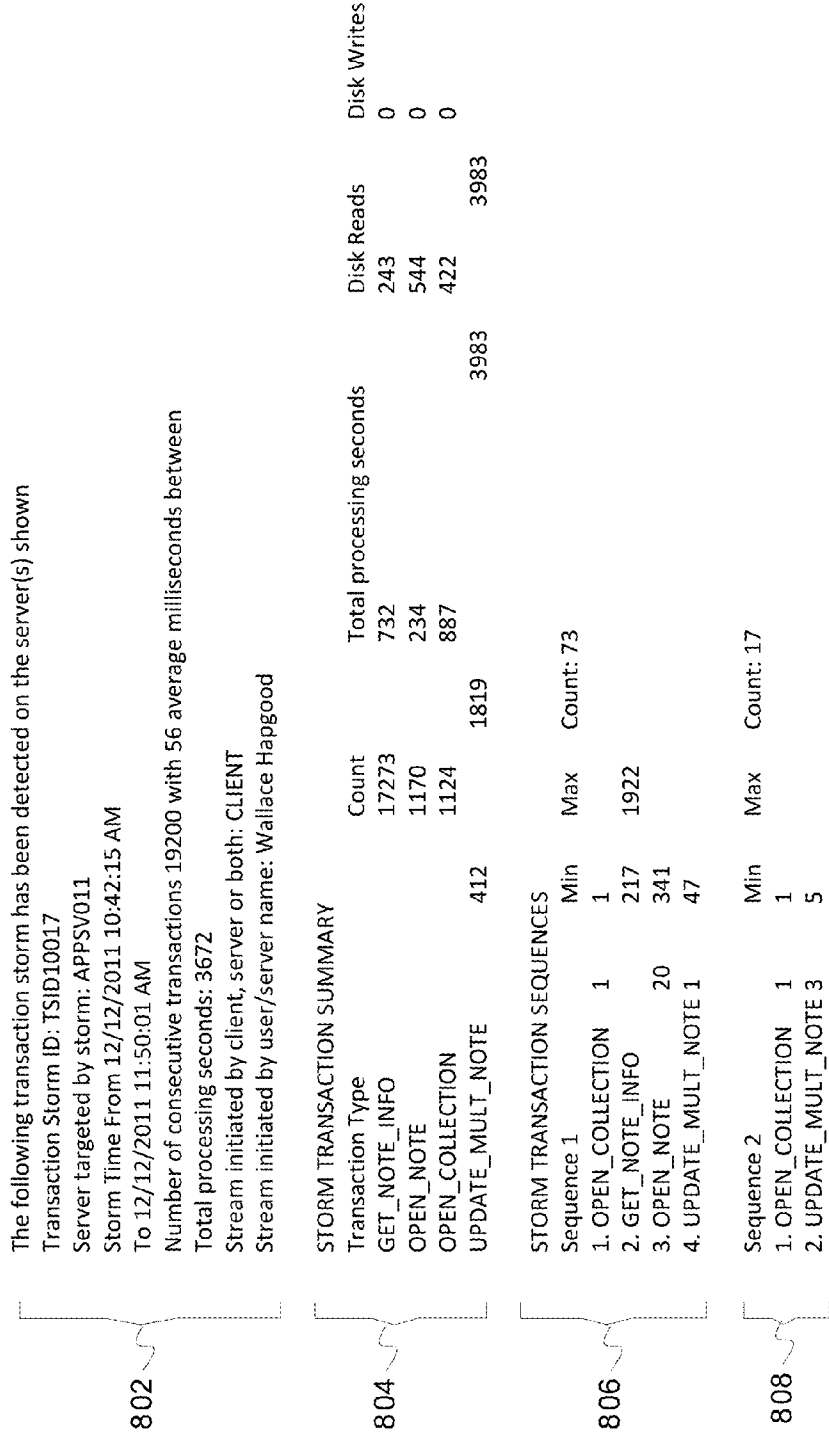 The following transaction storm has been detected on the server(s) shown
Transaction Storm ID: TSID10017
Server targeted by storm: APPSV011
Storm Time From 12/12/2011 10:42:15 AM
To 12/12/2011 11:50:01 AM
Number of consecutive transactions 19200 with 56 average milliseconds between
Total processing seconds: 3672
Stream initiated by client, server or both: CLIENT
Stream initiated by user/server name: Wallace Hapgood
802
STORM TRANSACTION SUMMARY
Transaction Type Count Total processing seconds Disk Reads Disk Writes
GET_NOTE_INFO 17273 732 243 0
OPEN_NOTE 1170 234 544 0
OPEN_COLLECTION 1124 887 422 0
UPDATE_MULT_NOTE 412 1819 3983 3983
804
STORM TRANSACTION SEQUENCES
Sequence 1 Min Max Count: 73
1. OPEN_COLLECTION 1 1
2. GET_NOTE_INFO 217 1922
3. OPEN_NOTE 20 341
4. UPDATE_MULT_NOTE 1 47
806
Sequence 2 Min Max Count: 17
1. OPEN_COLLECTION 1 1
2. UPDATE_MULT_NOTE 3 5
808